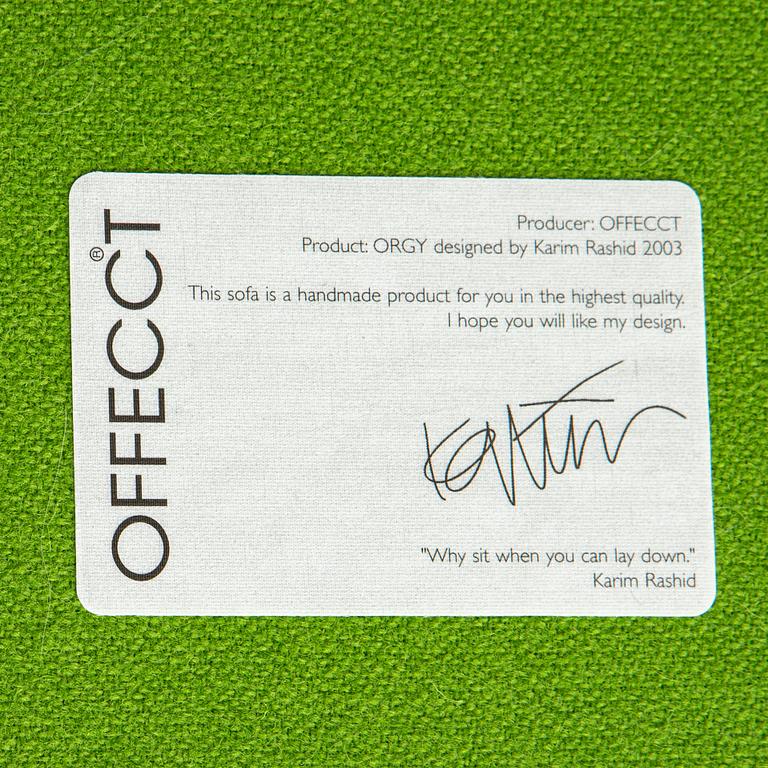 OFFECCT®
Producer: OFFECCT
Product: ORGY designed by Karim Rashid 2003
This sofa is a handmade product for you in the highest quality.
I hope you will like my design.
Karim
"Why sit when you can lay down."
Karim Rashid